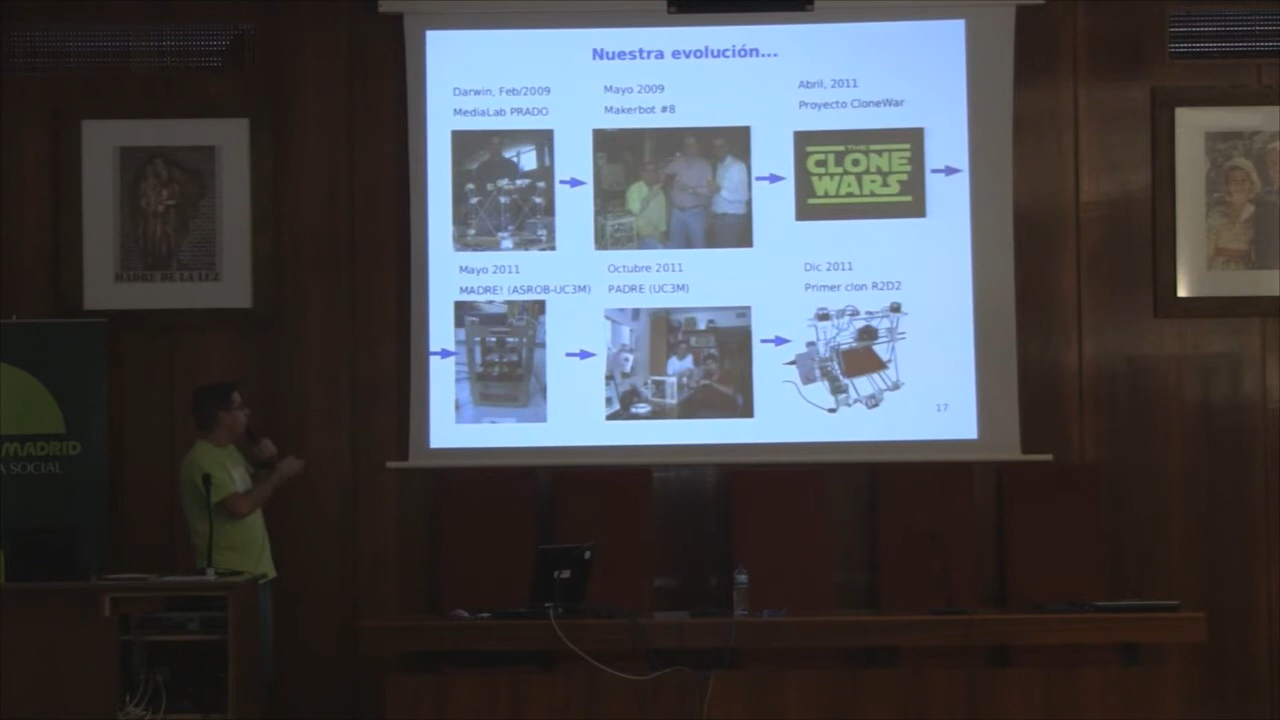 Nuestra evolución...
Darwin, Feb/2009
MediaLab PRADO
Mayo 2009
Makerbot #8
Abril, 2011
Proyecto CloneWar
THE
CLONE
WARS
Mayo 2011
MADRE! (ASROB-UC3M)
Octubre 2011
PADRE (UC3M)
Dic 2011
Primer clon R2D2
17
MADRE DE LA LUZ
MADRID
A SOCIAL